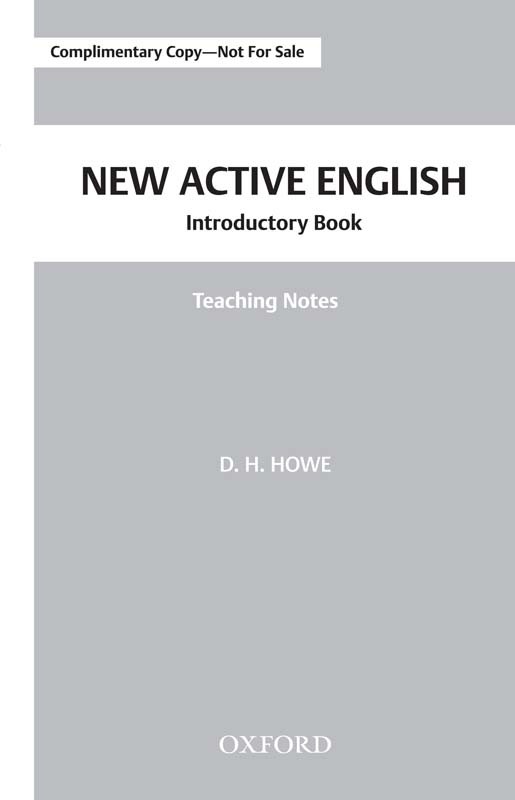 Complimentary Copy—Not For Sale
NEW ACTIVE ENGLISH
Introductory Book
Teaching Notes
D. H. HOWE
OXFORD